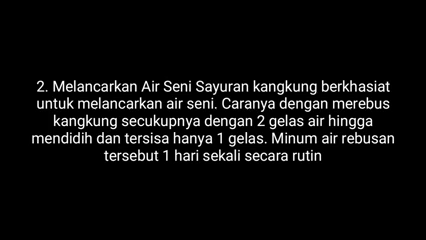 2. Melancarkan Air Seni Sayuran kangkung berkhasiat
untuk melancarkan air seni. Caranya dengan merebus
kangkung secukupnya dengan 2 gelas air hingga
mendidih dan tersisa hanya 1 gelas. Minum air rebusan
tersebut 1 hari sekali secara rutin